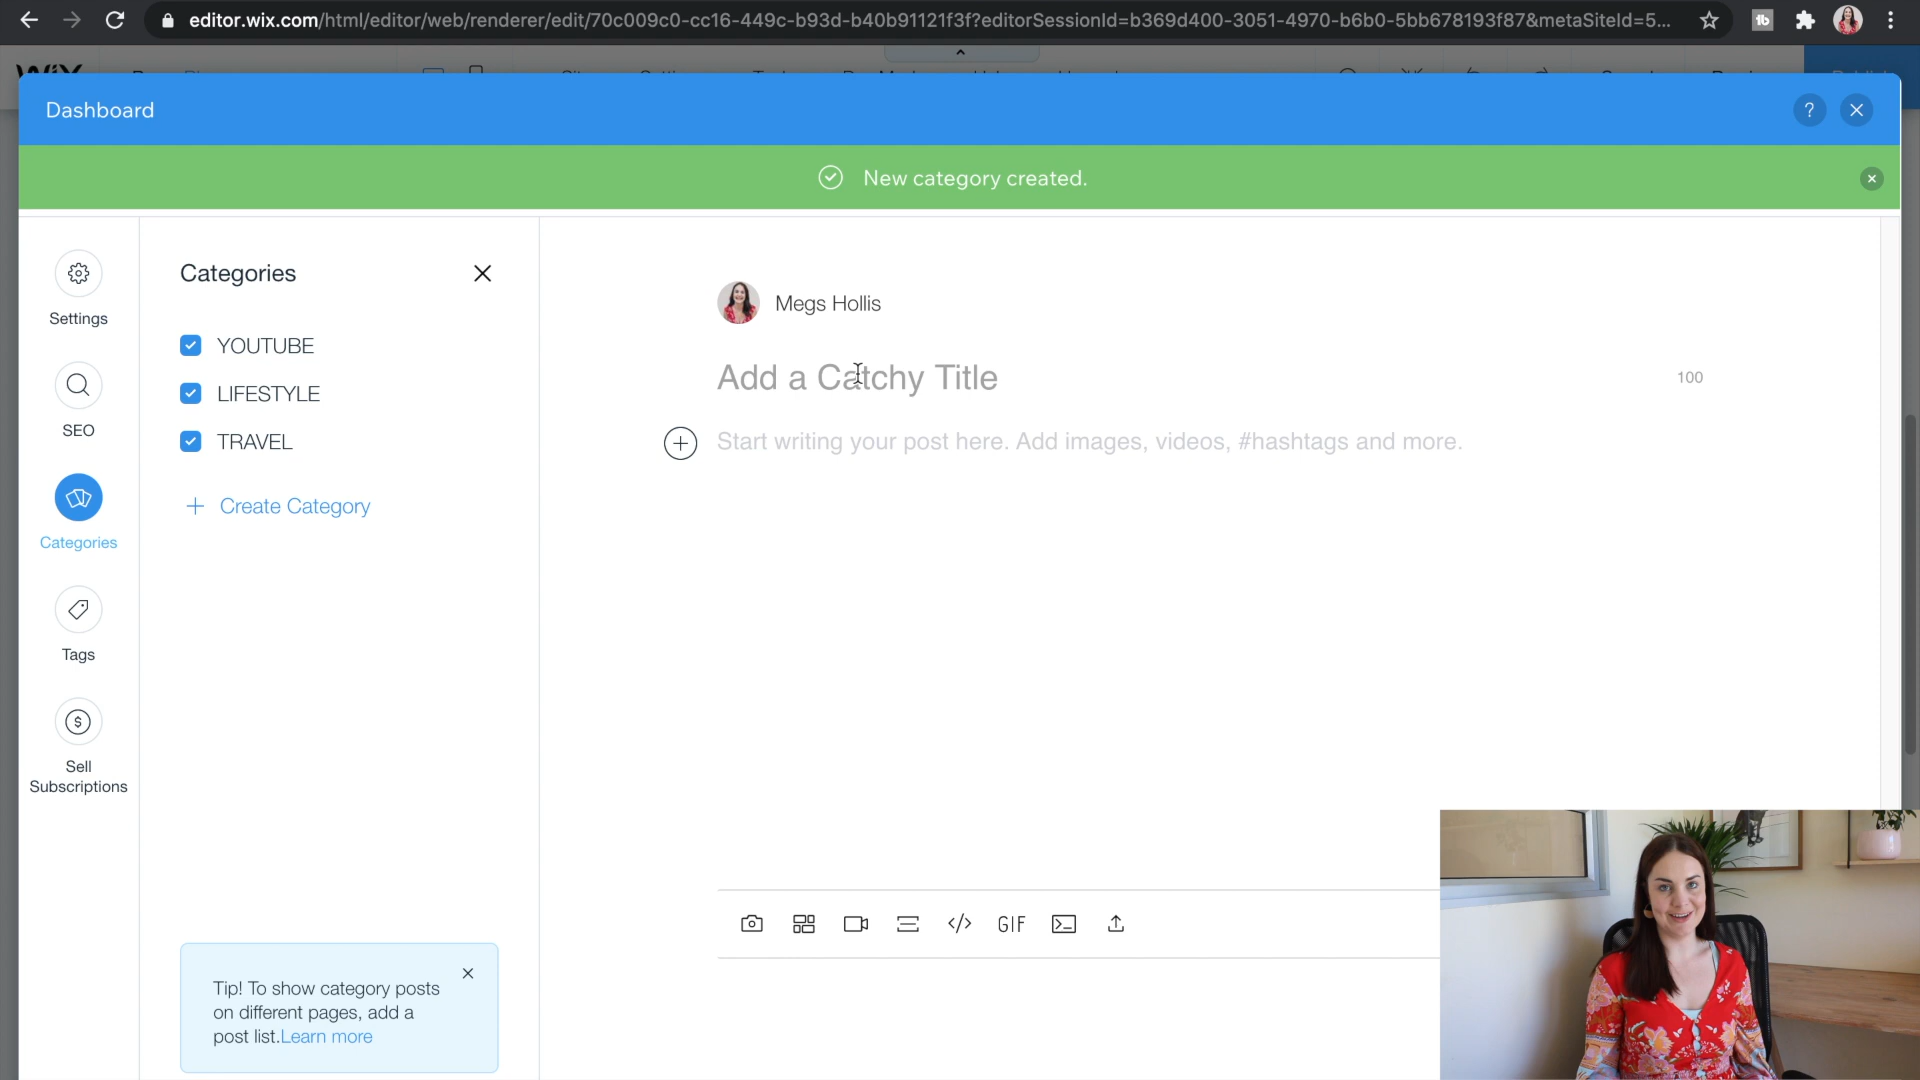 editor.wix.com/html/editor/web/renderer/edit/70c009c0-cc16-449c-b93d-b40b91121f3f?editorSessionId=b369d400-3051-4970-b6b0-5bb678193f87&metaSiteId=5...
Dashboard
?
New category created.
Settings
SEO
Categories
Tags
Sell
Subscriptions
Categories
YOUTUBE
LIFESTYLE
TRAVEL
+ Create Category
Tip! To show category posts
on different pages, add a
post list.Learn more
Megs Hollis
Add a Catchy Title
100
Start writing your post here. Add images, videos, #hashtags and more.
GIF